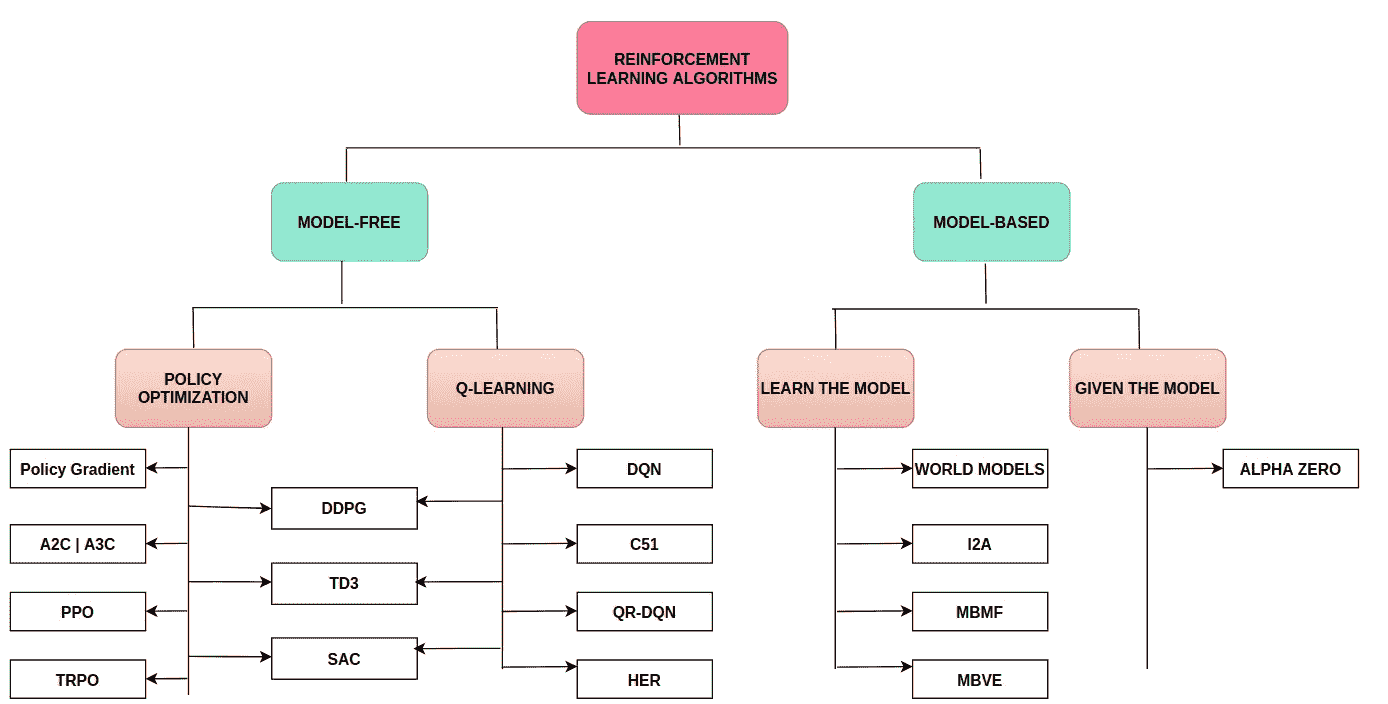 REINFORCEMENT
LEARNING ALGORITHMS
MODEL-FREE
MODEL-BASED
POLICY
OPTIMIZATION
Q-LEARNING
LEARN THE MODEL
GIVEN THE MODEL
Policy Gradient
DQN
WORLD MODELS
ALPHA ZERO
DDPG
A2C | A3C
C51
I2A
TD3
PPO
QR-DQN
MBMF
SAC
TRPO
HER
MBVE